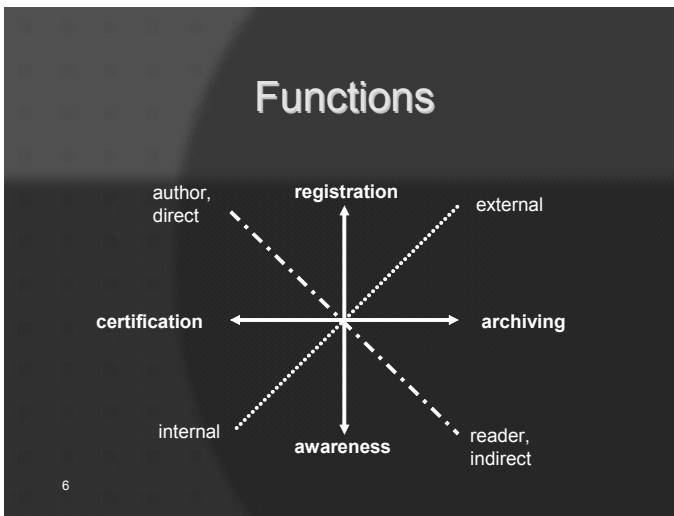 Functions
author,
direct
registration
external
certification
archiving
internal
awareness
reader,
indirect
6